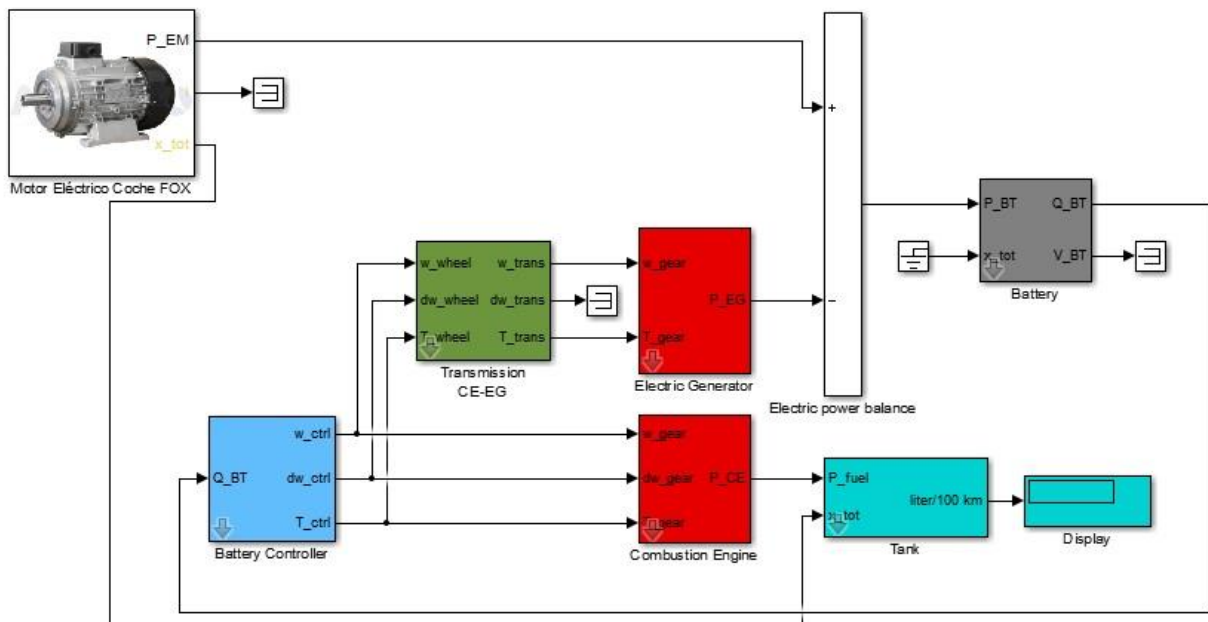 P_EM
x_tot
Motor Eléctrico Coche FOX
+
−
Electric power balance
P_BT
Q_BT
x_tot
V_BT
Battery
w_wheel
w_trans
dw_wheel
dw_trans
T_wheel
T_trans
Transmission
CE-EG
w_gear
P_EG
T_gear
Electric Generator
w_ctrl
Q_BT
dw_ctrl
T_ctrl
Battery Controller
w_gear
dw_gear
P_CE
T_gear
Combustion Engine
P_fuel
liter/100 km
x_tot
Tank
Display